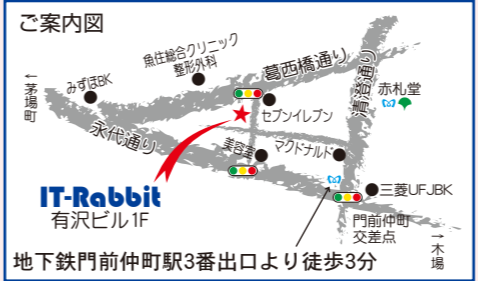 ご案内図
魚住総合クリニック
整形外科
葛西橋通り
清澄通り
みずほBK
←茅場町
赤札堂
セブンイレブン
永代通り
美容室
マクドナルド
三菱UFJBK
IT-Rabbit
有沢ビル1F
門前仲町
交差点
→木場
地下鉄門前仲町駅3番出口より徒歩3分